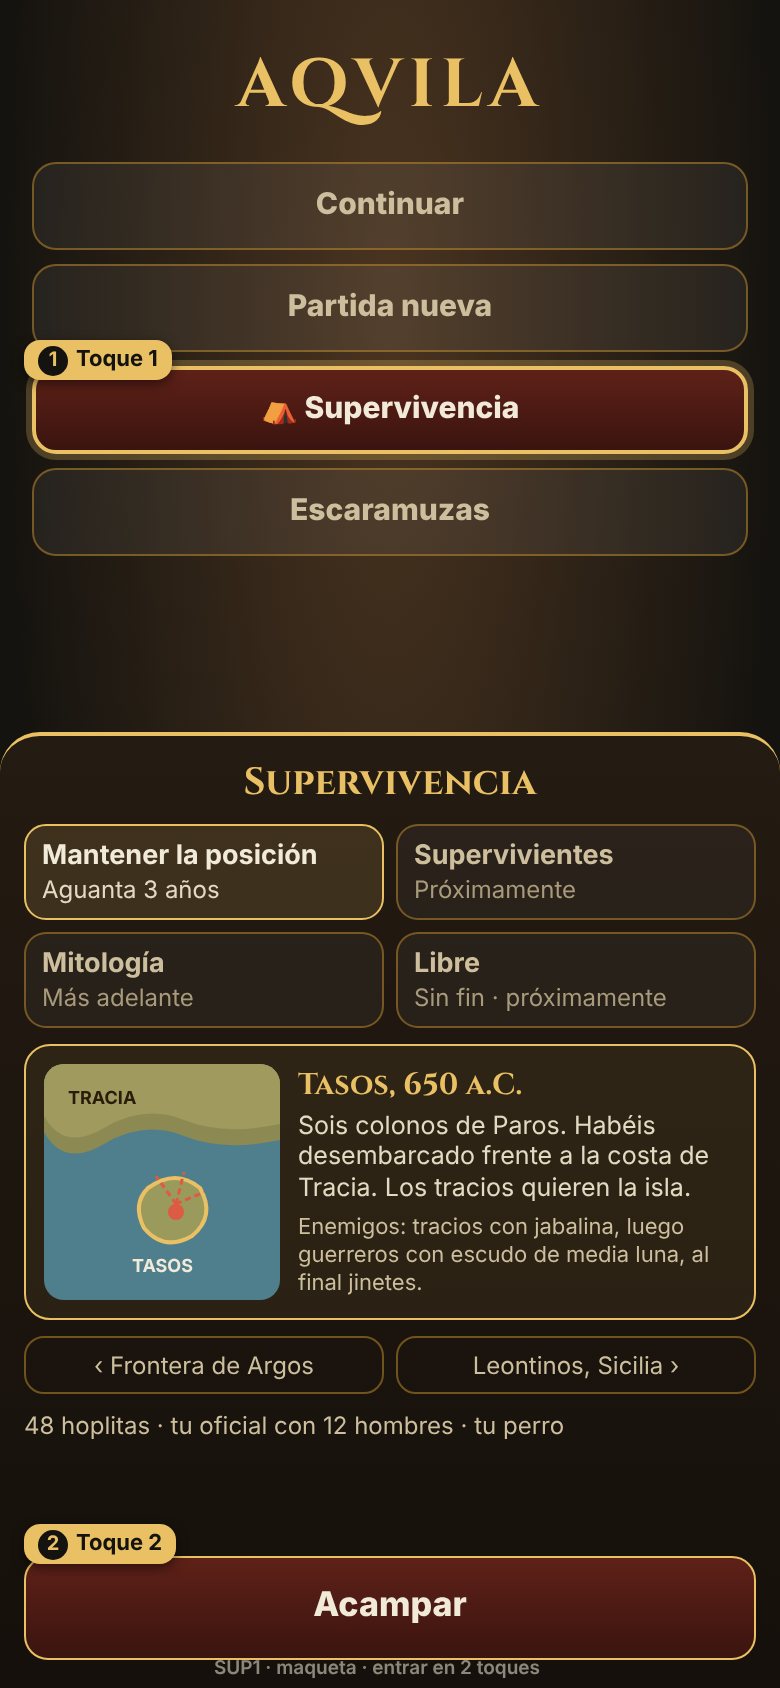 AQVILA
Continuar
Partida nueva
1 Toque 1
Supervivencia
Escaramuzas
Supervivencia
Mantener la posición
Aguanta 3 años
Supervivientes
Próximamente
Mitología
Más adelante
Libre
Sin fin · próximamente
TRACIA
TASOS
Tasos, 650 a.C.
Sois colonos de Paros. Habéis
desembarcado frente a la costa de
Tracia. Los tracios quieren la isla.
Enemigos: tracios con jabalina, luego
guerreros con escudo de media luna, al
final jinetes.
‹ Frontera de Argos
Leontinos, Sicilia ›
48 hoplitas · tu oficial con 12 hombres · tu perro
2 Toque 2
Acampar
SUP1 · maqueta · entrar en 2 toques